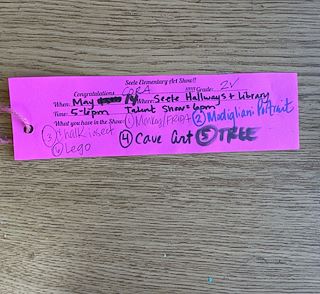 Seele Elementary Art Show!!
Congratulations CORA !!!!! Grade: 2V
When: May 14 Where: Seele Hallways + Library
Time: 5-6pm Talent Show @ 6pm
What you have in the Show: ① Monkey/FRIDA ② Modigliani Portrait
③ Chalk insect ④ Cave Art ⑤ TREE
⑥ Lego